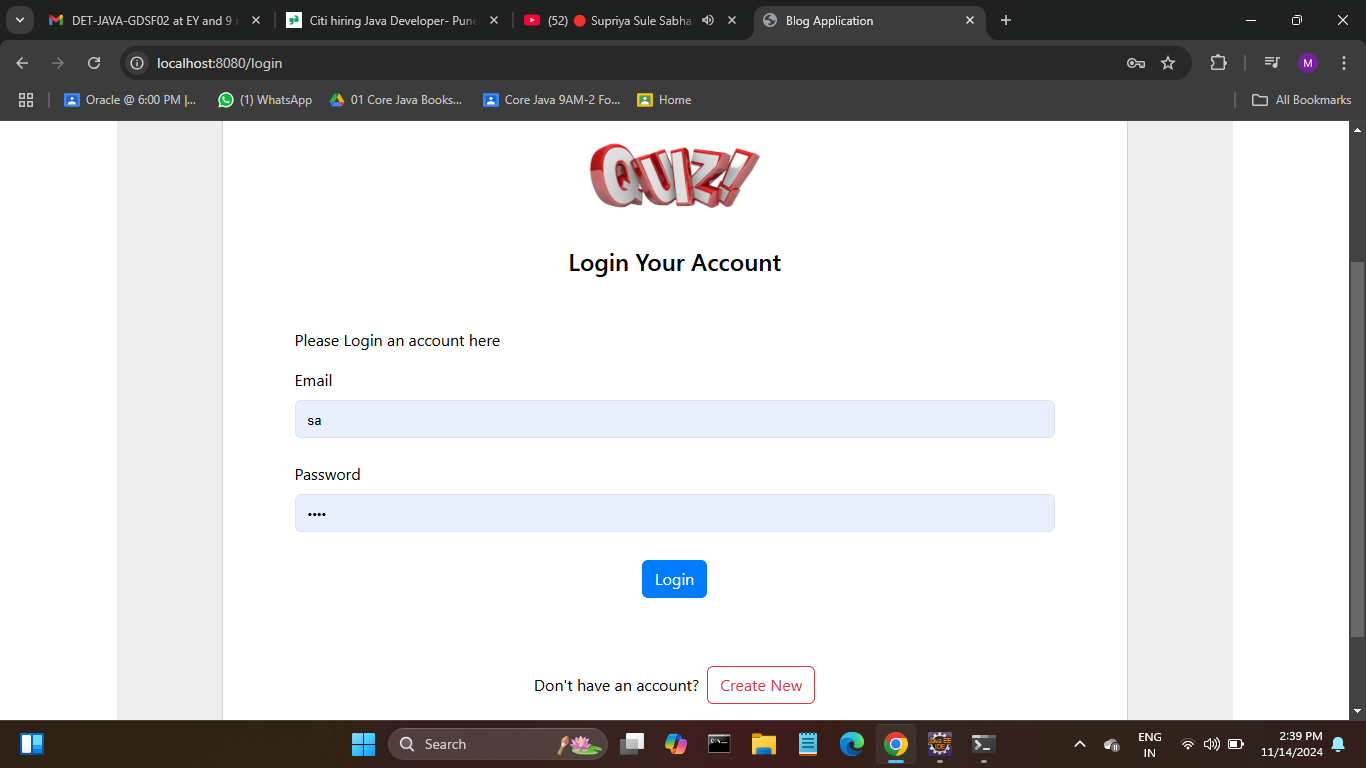 DET-JAVA-GDSF02 at EY and 9
Citi hiring Java Developer- Pune
(52) Supriya Sule Sabha
Blog Application
localhost:8080/login
M
Oracle @ 6:00 PM |...
(1) WhatsApp
01 Core Java Books...
Core Java 9AM-2 Fo...
Home
All Bookmarks
QUIZ!
Login Your Account
Please Login an account here
Email
sa
Password
••••
Login
Don't have an account?
Create New
Search
ENG
IN
2:39 PM
11/14/2024